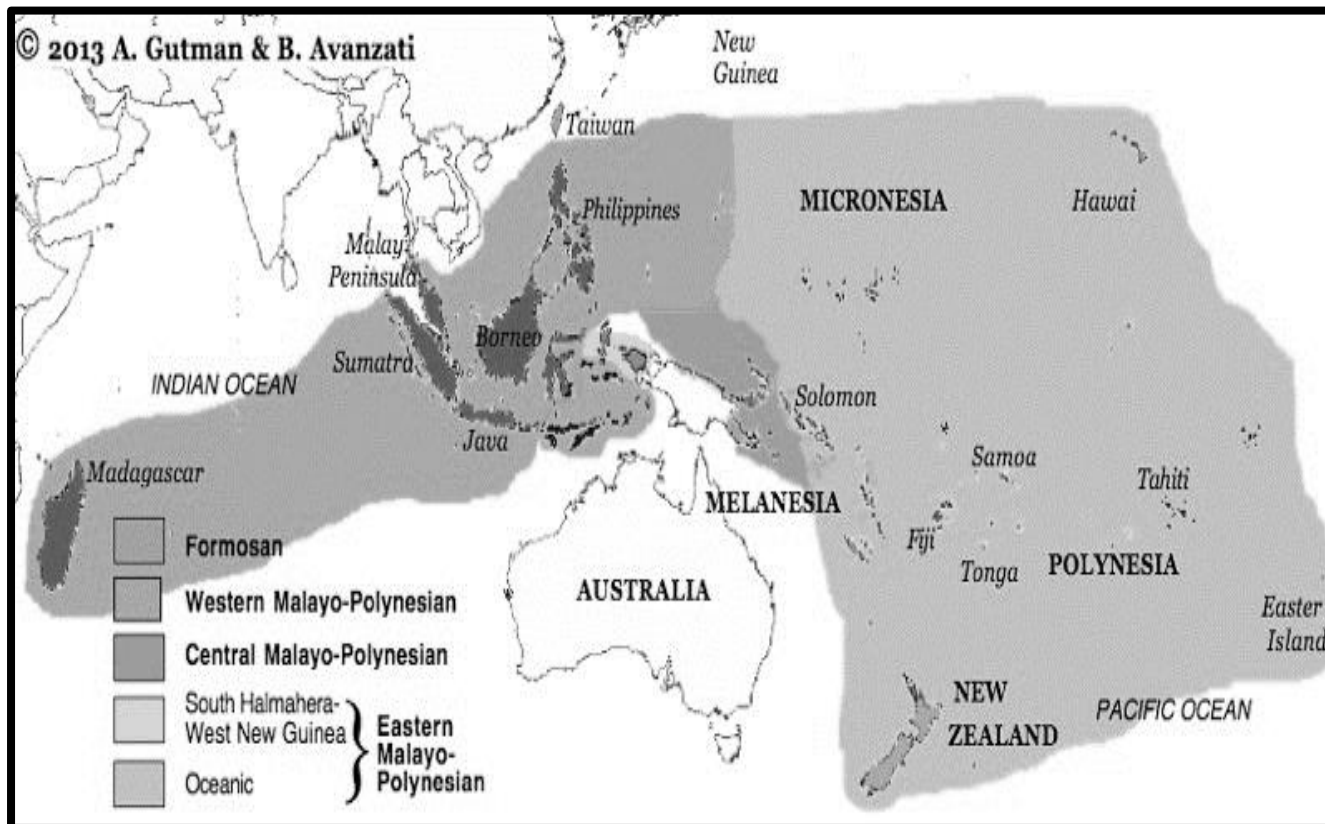 © 2013 A. Gutman & B. Avanzati
New
Guinea
Taiwan
MICRONESIA
Hawai
Philippines
Malay
Peninsula
Borneo
Sumatra
INDIAN OCEAN
Solomon
Java
Madagascar
Samoa
Tahiti
MELANESIA
Fiji
Tonga
POLYNESIA
AUSTRALIA
Easter
Island
NEW
ZEALAND
PACIFIC OCEAN
Formosan
Western Malayo-Polynesian
Central Malayo-Polynesian
South Halmahera-
West New Guinea
Oceanic
Eastern
Malayo-
Polynesian